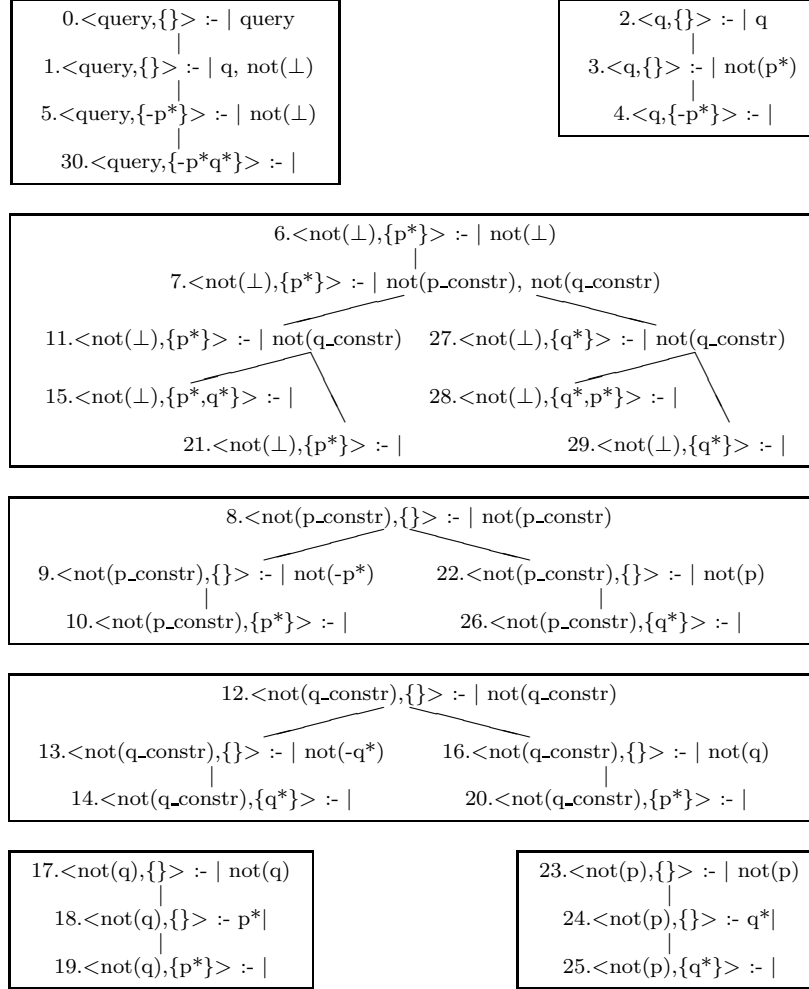 0.<query,{}> :- | query
2.<q,{}> :- | q
1.<query,{}> :- | q, not(⊥)
3.<q,{}> :- | not(p*)
5.<query,{-p*}> :- | not(⊥)
4.<q,{-p*}> :- |
30.<query,{-p*q*}> :- |
6.<not(⊥),{p*}> :- | not(⊥)
7.<not(⊥),{p*}> :- | not(p_constr), not(q_constr)
11.<not(⊥),{p*}> :- | not(q_constr) 27.<not(⊥),{q*}> :- | not(q_constr)
15.<not(⊥),{p*,q*}> :- | 28.<not(⊥),{q*,p*}> :- |
21.<not(⊥),{p*}> :- | 29.<not(⊥),{q*}> :- |
8.<not(p_constr),{}> :- | not(p_constr)
9.<not(p_constr),{}> :- | not(-p*) 22.<not(p_constr),{}> :- | not(p)
10.<not(p_constr),{p*}> :- | 26.<not(p_constr),{q*}> :- |
12.<not(q_constr),{}> :- | not(q_constr)
13.<not(q_constr),{}> :- | not(-q*) 16.<not(q_constr),{}> :- | not(q)
14.<not(q_constr),{q*}> :- | 20.<not(q_constr),{p*}> :- |
17.<not(q),{}> :- | not(q) 23.<not(p),{}> :- | not(p)
18.<not(q),{}> :- p*| 24.<not(p),{}> :- q*|
19.<not(q),{p*}> :- | 25.<not(p),{q*}> :- |